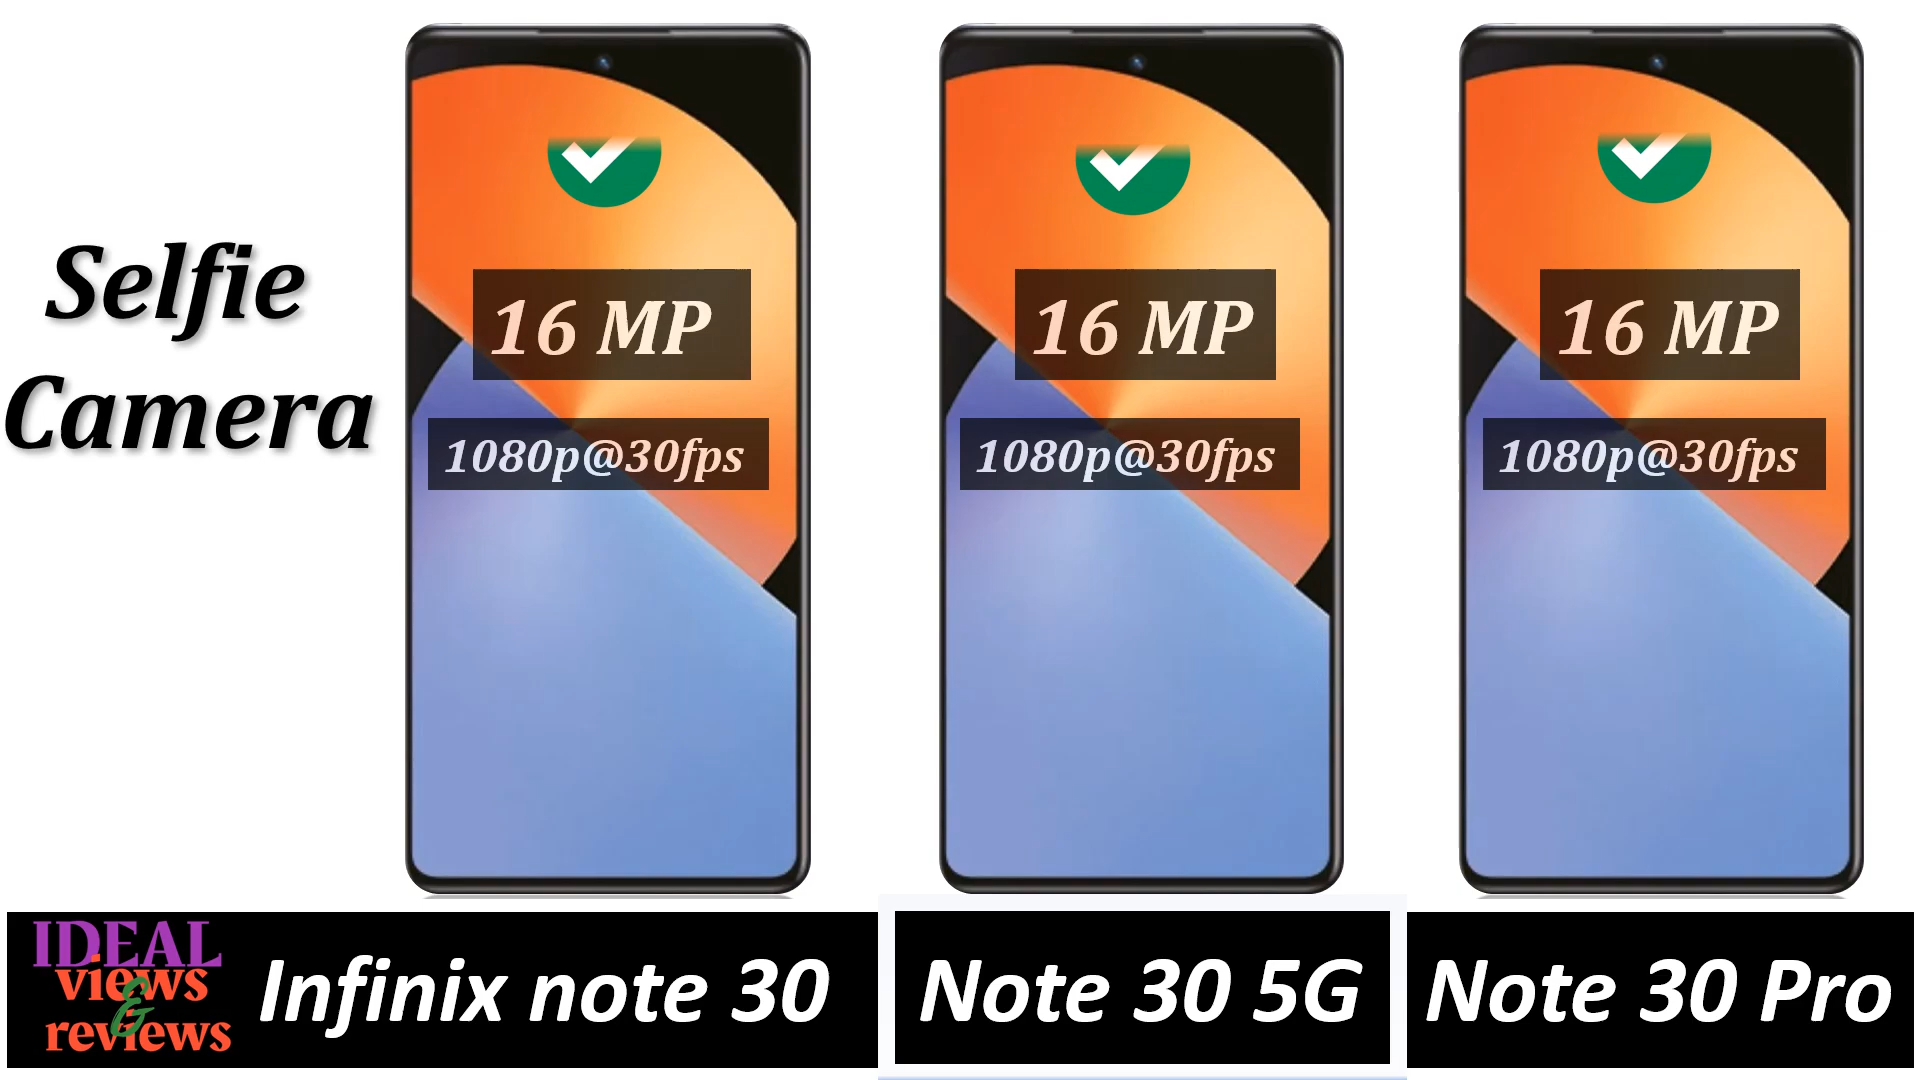 Selfie
Camera
16 MP
1080p@30fps
16 MP
1080p@30fps
16 MP
1080p@30fps
IDEAL
views
&
reviews
Infinix note 30
Note 30 5G
Note 30 Pro